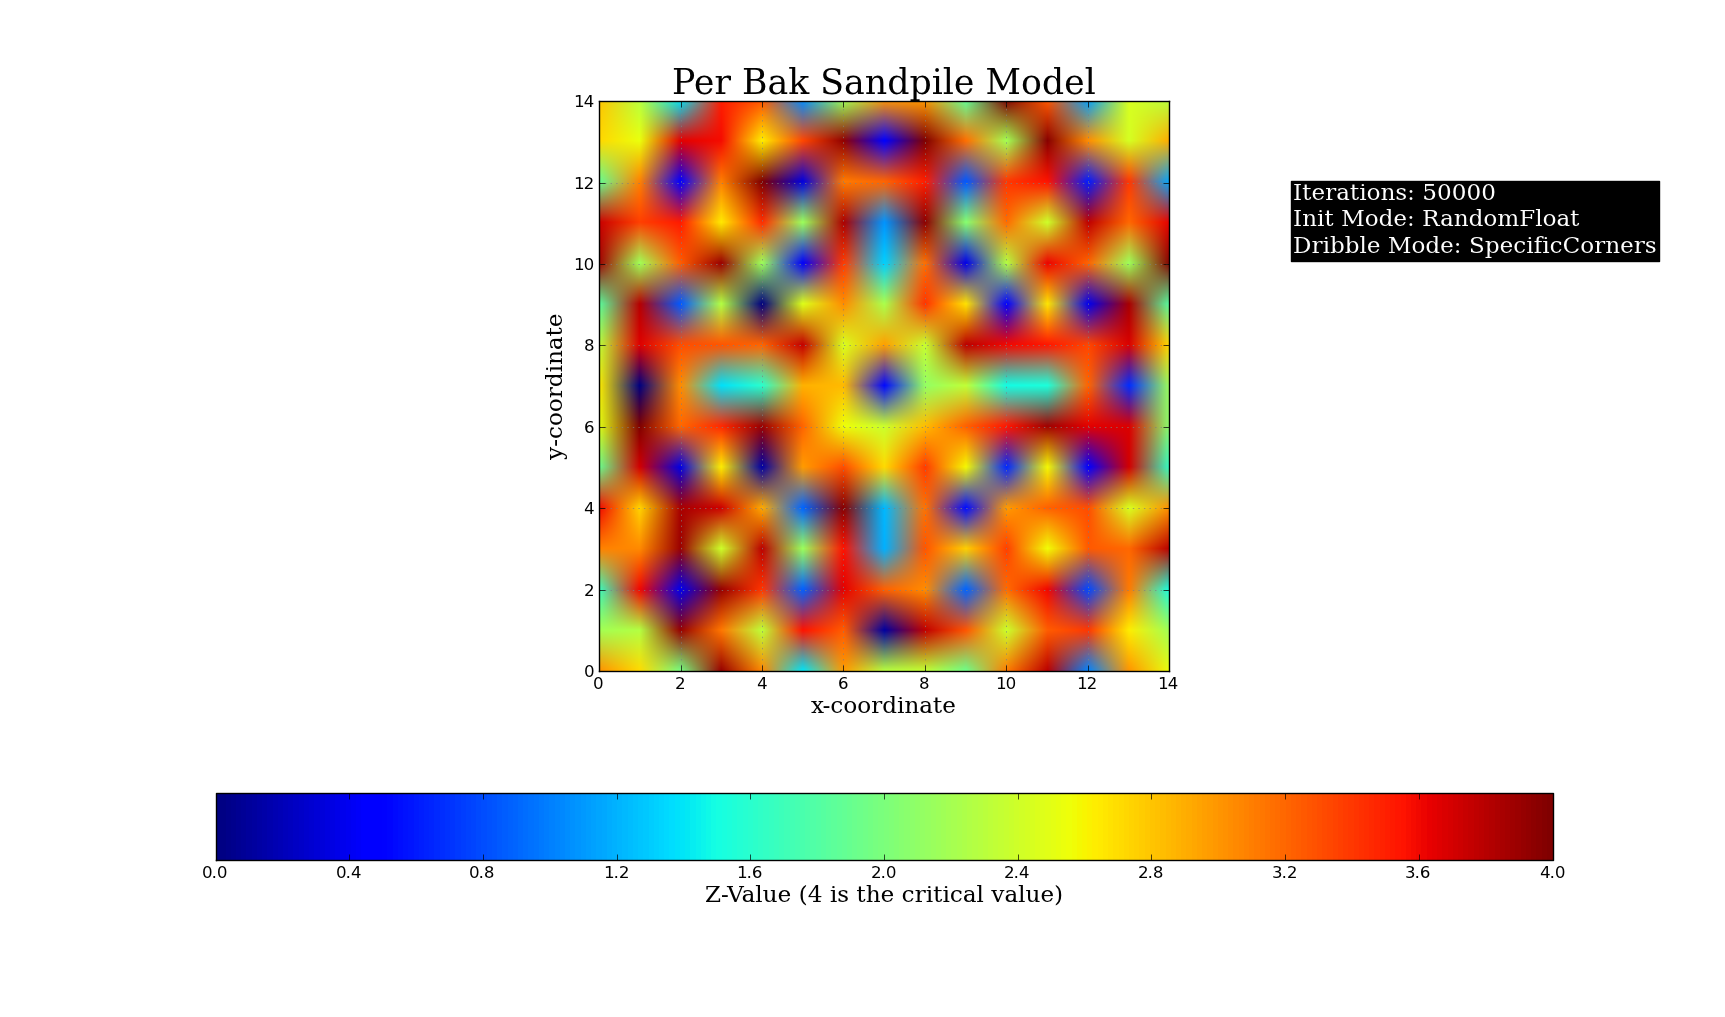 Per Bak Sandpile Model
14
12
10
8
6
4
2
0
y-coordinate
0 2 4 6 8 10 12 14
x-coordinate
Iterations: 50000
Init Mode: RandomFloat
Dribble Mode: SpecificCorners
0.0 0.4 0.8 1.2 1.6 2.0 2.4 2.8 3.2 3.6 4.0
Z-Value (4 is the critical value)